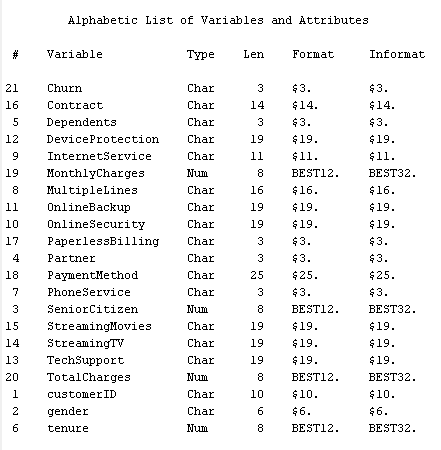 Alphabetic List of Variables and Attributes
# Variable Type Len Format Informat
21 Churn Char 3 $3. $3.
16 Contract Char 14 $14. $14.
5 Dependents Char 3 $3. $3.
12 DeviceProtection Char 19 $19. $19.
9 InternetService Char 11 $11. $11.
19 MonthlyCharges Num 8 BEST12. BEST32.
8 MultipleLines Char 16 $16. $16.
11 OnlineBackup Char 19 $19. $19.
10 OnlineSecurity Char 19 $19. $19.
17 PaperlessBilling Char 3 $3. $3.
4 Partner Char 3 $3. $3.
18 PaymentMethod Char 25 $25. $25.
7 PhoneService Char 3 $3. $3.
3 SeniorCitizen Num 8 BEST12. BEST32.
15 StreamingMovies Char 19 $19. $19.
14 StreamingTV Char 19 $19. $19.
13 TechSupport Char 19 $19. $19.
20 TotalCharges Num 8 BEST12. BEST32.
1 customerID Char 10 $10. $10.
2 gender Char 6 $6. $6.
6 tenure Num 8 BEST12. BEST32.